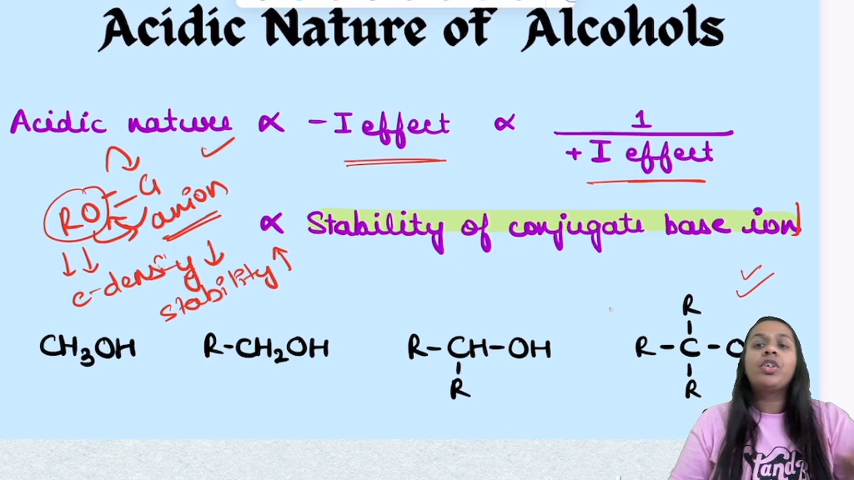 Acidic Nature of Alcohols
Acidic nature ∝ - I effect ∝ 1 / + I effect
RO anion
∝ Stability of conjugate base ion
e-density ↓
stability ↑
CH3OH R-CH2OH R-CH-OH R-C-O
R R R
Stand